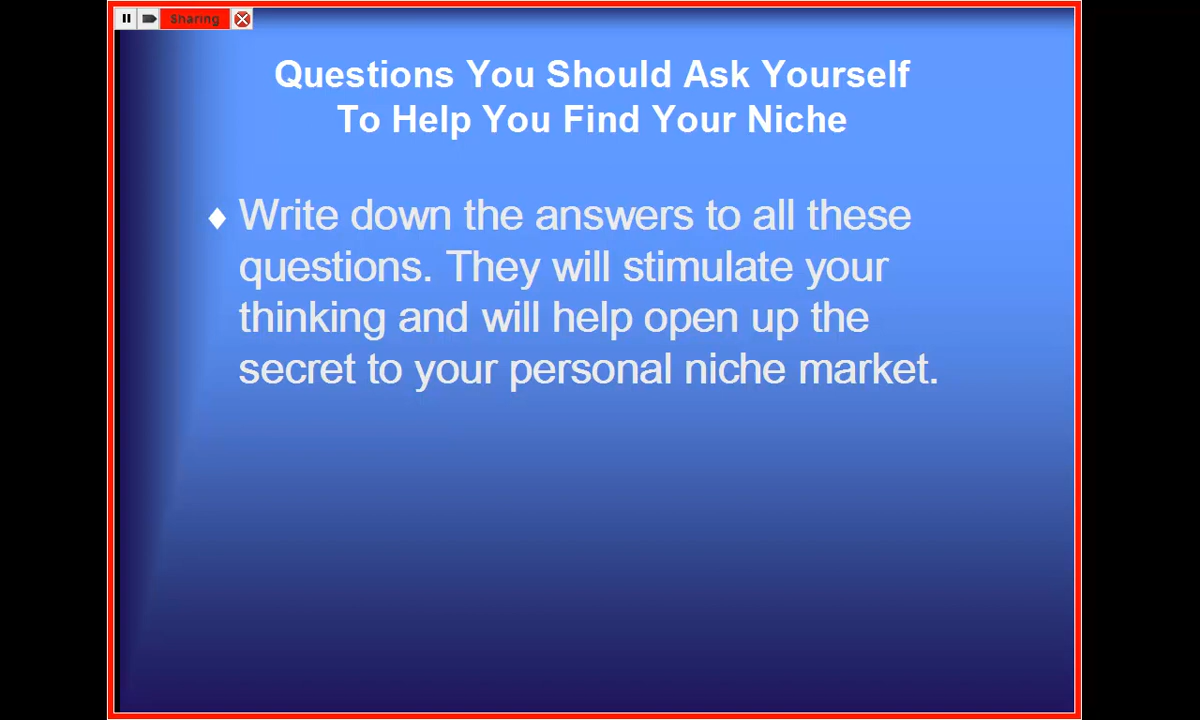 Sharing
Questions You Should Ask Yourself
To Help You Find Your Niche
Write down the answers to all these
questions. They will stimulate your
thinking and will help open up the
secret to your personal niche market.